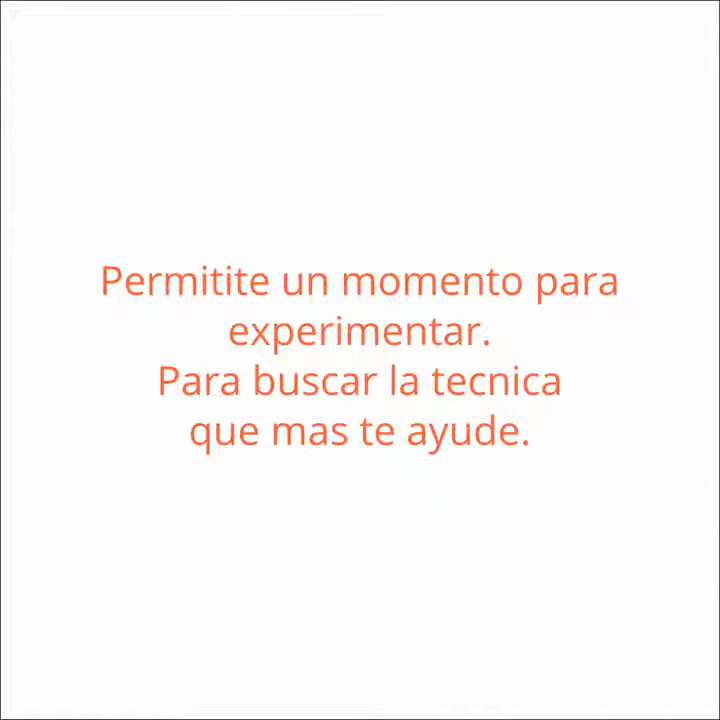 Permitite un momento para
experimentar.
Para buscar la tecnica
que mas te ayude.